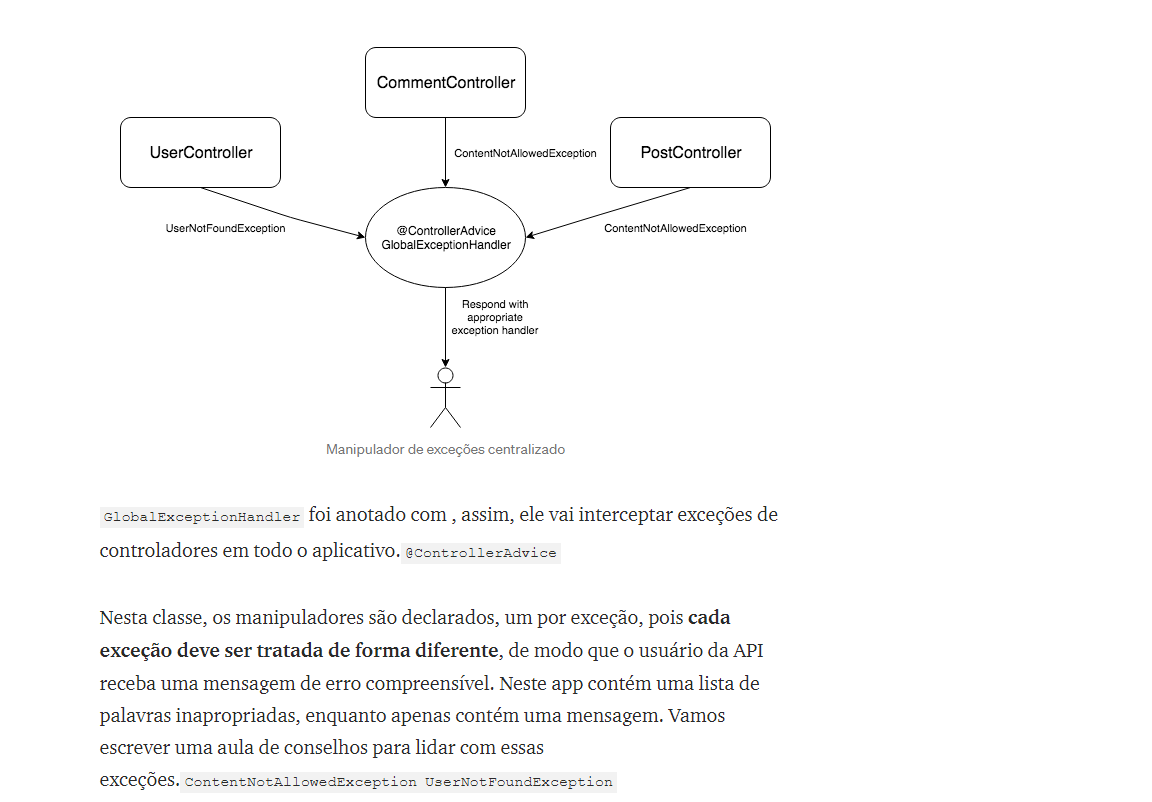 CommentController
UserController
PostController
ContentNotAllowedException
UserNotFoundException
ContentNotAllowedException
@ControllerAdvice
GlobalExceptionHandler
Respond with
appropriate
exception handler
Manipulador de exceções centralizado
GlobalExceptionHandler foi anotado com , assim, ele vai interceptar exceções de
controladores em todo o aplicativo. @ControllerAdvice
Nesta classe, os manipuladores são declarados, um por exceção, pois cada
exceção deve ser tratada de forma diferente, de modo que o usuário da API
receba uma mensagem de erro compreensível. Neste app contém uma lista de
palavras inapropriadas, enquanto apenas contém uma mensagem. Vamos
escrever uma aula de conselhos para lidar com essas
exceções. ContentNotAllowedException UserNotFoundException